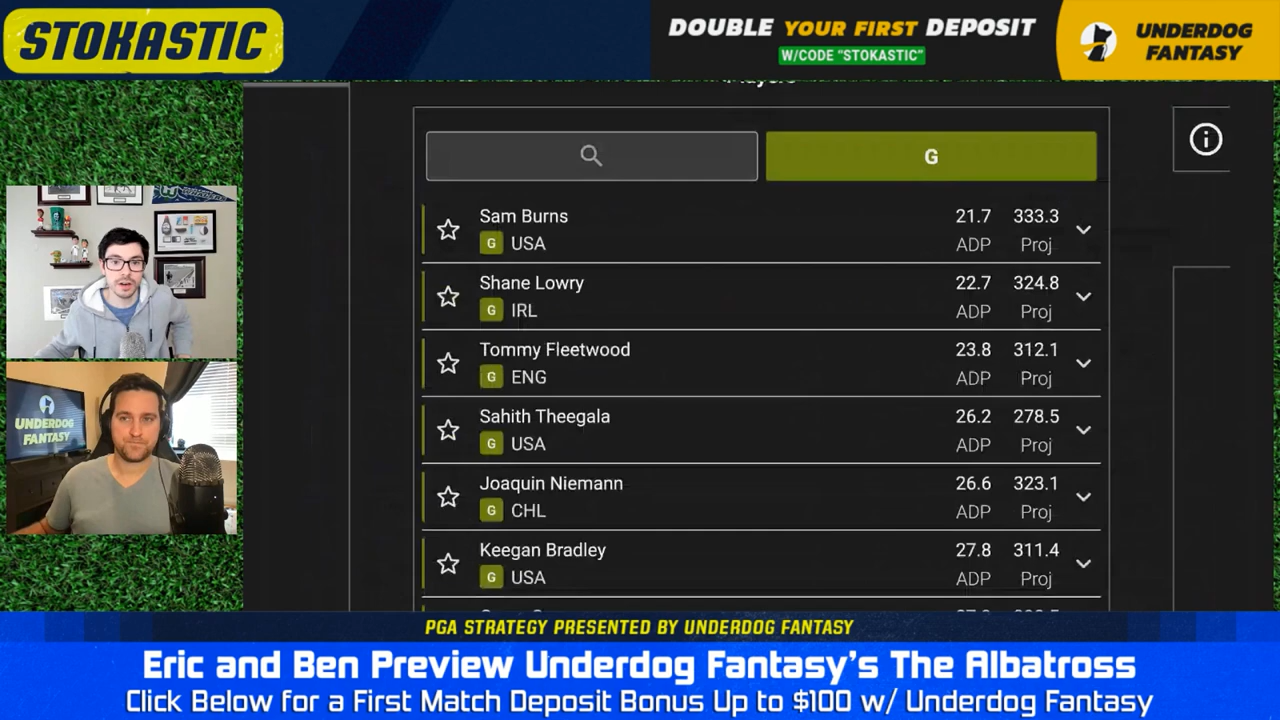 STOKASTIC
DOUBLE YOUR FIRST DEPOSIT
W/CODE "STOKASTIC"
UNDERDOG
FANTASY
Players
G
Sam Burns
21.7 333.3
G USA
ADP Proj
Shane Lowry
22.7 324.8
G IRL
ADP Proj
Tommy Fleetwood
23.8 312.1
G ENG
ADP Proj
Sahith Theegala
26.2 278.5
G USA
ADP Proj
Joaquin Niemann
26.6 323.1
G CHL
ADP Proj
Keegan Bradley
27.8 311.4
G USA
ADP Proj
UNDERDOG
FANTASY
PGA STRATEGY PRESENTED BY UNDERDOG FANTASY
Eric and Ben Preview Underdog Fantasy's The Albatross
Click Below for a First Match Deposit Bonus Up to $100 w/ Underdog Fantasy